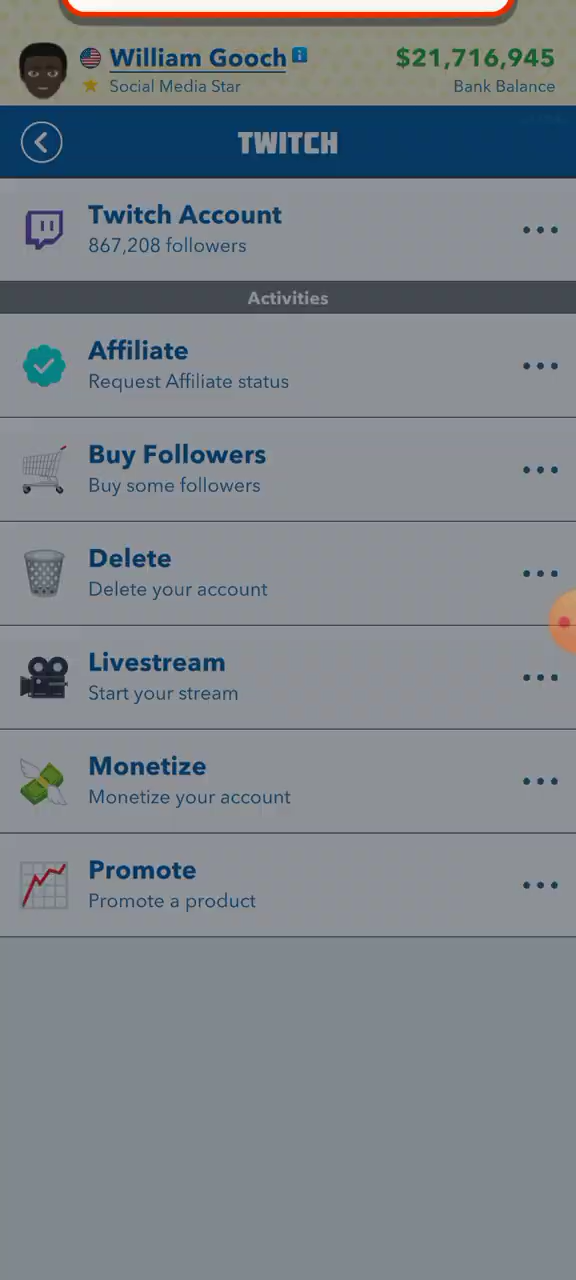 William Gooch
$21,716,945
Social Media Star
Bank Balance
TWITCH
Twitch Account
867,208 followers
Activities
Affiliate
Request Affiliate status
Buy Followers
Buy some followers
Delete
Delete your account
Livestream
Start your stream
Monetize
Monetize your account
Promote
Promote a product